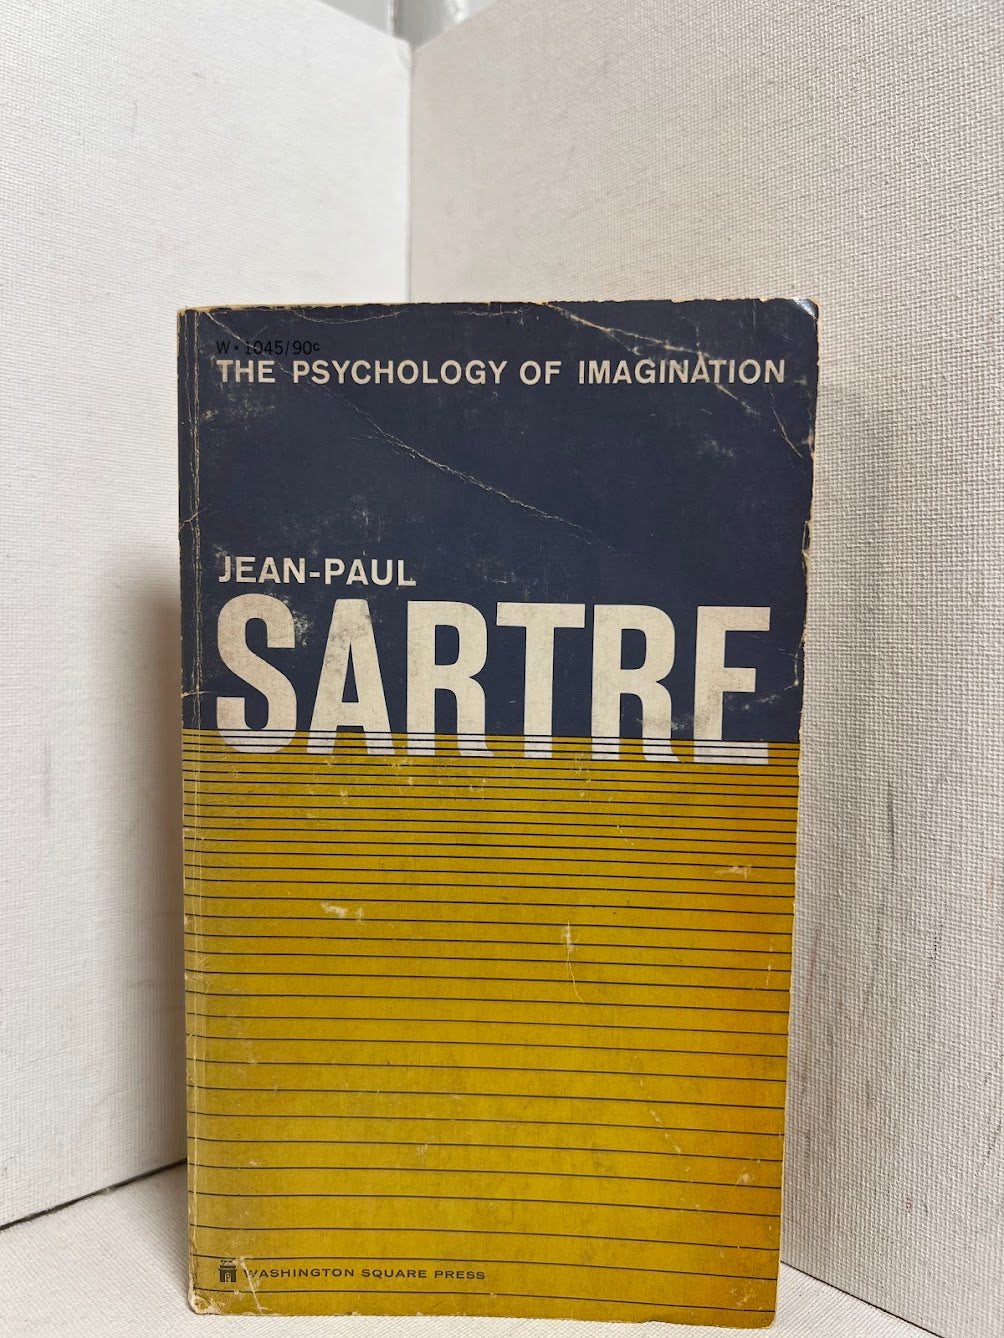 W•1045/90c
THE PSYCHOLOGY OF IMAGINATION
JEAN-PAUL
SARTRE
WASHINGTON SQUARE PRESS